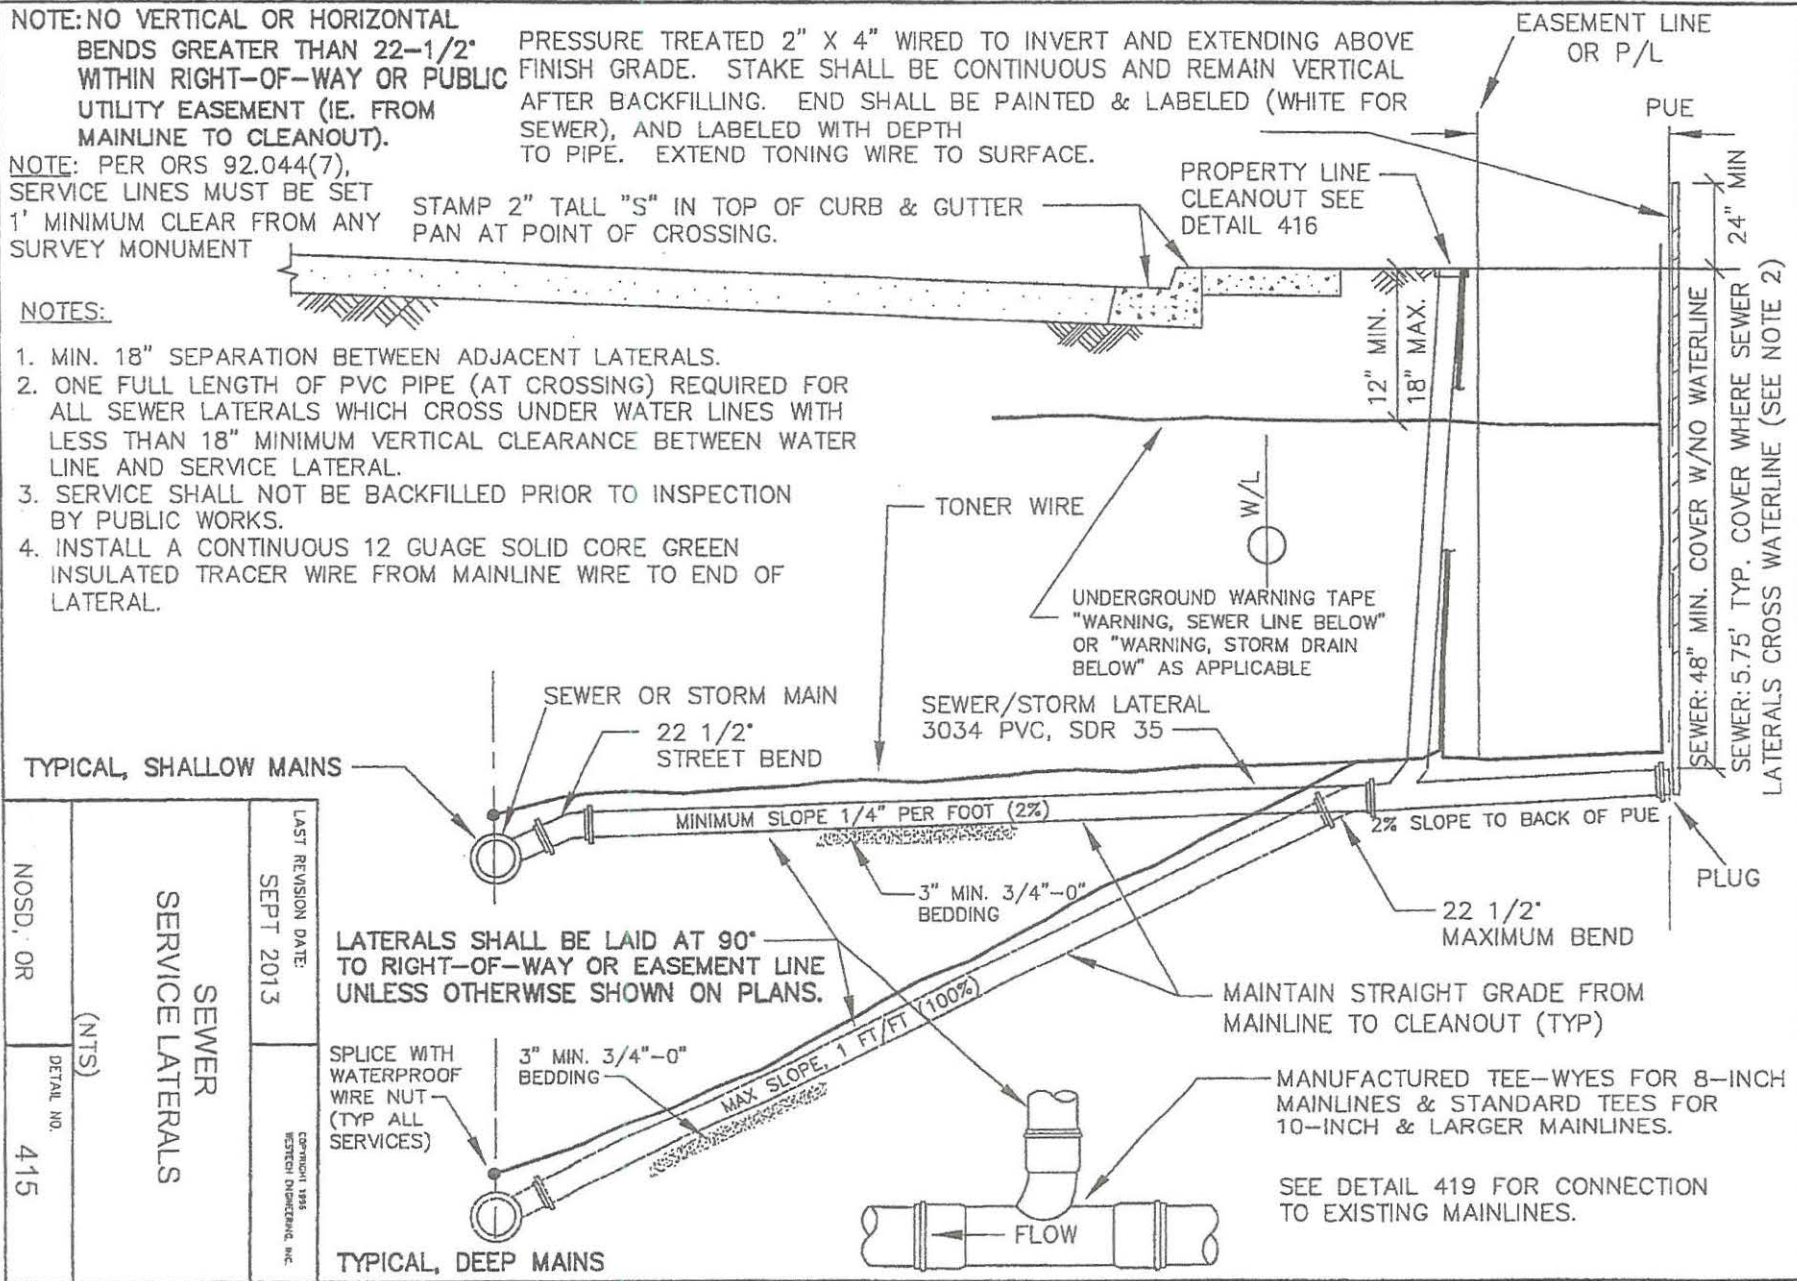 NOTE: NO VERTICAL OR HORIZONTAL
BENDS GREATER THAN 22-1/2°
WITHIN RIGHT-OF-WAY OR PUBLIC
UTILITY EASEMENT (IE. FROM
MAINLINE TO CLEANOUT).
NOTE: PER ORS 92.044(7),
SERVICE LINES MUST BE SET
1' MINIMUM CLEAR FROM ANY
SURVEY MONUMENT
PRESSURE TREATED 2" X 4" WIRED TO INVERT AND EXTENDING ABOVE
FINISH GRADE. STAKE SHALL BE CONTINUOUS AND REMAIN VERTICAL
AFTER BACKFILLING. END SHALL BE PAINTED & LABELED (WHITE FOR
SEWER), AND LABELED WITH DEPTH
TO PIPE. EXTEND TONING WIRE TO SURFACE.
EASEMENT LINE
OR P/L
PUE
STAMP 2" TALL "S" IN TOP OF CURB & GUTTER
PAN AT POINT OF CROSSING.
PROPERTY LINE
CLEANOUT SEE
DETAIL 416
24" MIN
NOTES:
1. MIN. 18" SEPARATION BETWEEN ADJACENT LATERALS.
2. ONE FULL LENGTH OF PVC PIPE (AT CROSSING) REQUIRED FOR
ALL SEWER LATERALS WHICH CROSS UNDER WATER LINES WITH
LESS THAN 18" MINIMUM VERTICAL CLEARANCE BETWEEN WATER
LINE AND SERVICE LATERAL.
3. SERVICE SHALL NOT BE BACKFILLED PRIOR TO INSPECTION
BY PUBLIC WORKS.
4. INSTALL A CONTINUOUS 12 GUAGE SOLID CORE GREEN
INSULATED TRACER WIRE FROM MAINLINE WIRE TO END OF
LATERAL.
12" MIN.
18" MAX.
TONER WIRE
W/L
UNDERGROUND WARNING TAPE
"WARNING, SEWER LINE BELOW"
OR "WARNING, STORM DRAIN
BELOW" AS APPLICABLE
SEWER: 48" MIN. COVER W/NO WATERLINE
SEWER: 5.75' TYP. COVER WHERE SEWER
LATERALS CROSS WATERLINE (SEE NOTE 2)
SEWER OR STORM MAIN
22 1/2°
STREET BEND
SEWER/STORM LATERAL
3034 PVC, SDR 35
TYPICAL, SHALLOW MAINS
MINIMUM SLOPE 1/4" PER FOOT (2%)
2% SLOPE TO BACK OF PUE
PLUG
3" MIN. 3/4"-0"
BEDDING
22 1/2°
MAXIMUM BEND
LATERALS SHALL BE LAID AT 90°
TO RIGHT-OF-WAY OR EASEMENT LINE
UNLESS OTHERWISE SHOWN ON PLANS.
MAINTAIN STRAIGHT GRADE FROM
MAINLINE TO CLEANOUT (TYP)
SPLICE WITH
WATERPROOF
WIRE NUT
(TYP ALL
SERVICES)
3" MIN. 3/4"-0"
BEDDING
MAX SLOPE, 1 FT/FT (100%)
MANUFACTURED TEE-WYES FOR 8-INCH
MAINLINES & STANDARD TEES FOR
10-INCH & LARGER MAINLINES.
SEE DETAIL 419 FOR CONNECTION
TO EXISTING MAINLINES.
FLOW
TYPICAL, DEEP MAINS
LAST REVISION DATE:
SEPT 2013
COPYRIGHT 1995
WESTECH ENGINEERING, INC.
SEWER
SERVICE LATERALS
(NTS)
NOSD, OR
DETAIL NO.
415